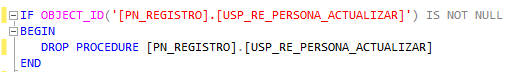 IF OBJECT_ID('[PN_REGISTRO].[USP_RE_PERSONA_ACTUALIZAR]') IS NOT NULL
BEGIN
DROP PROCEDURE [PN_REGISTRO].[USP_RE_PERSONA_ACTUALIZAR]
END